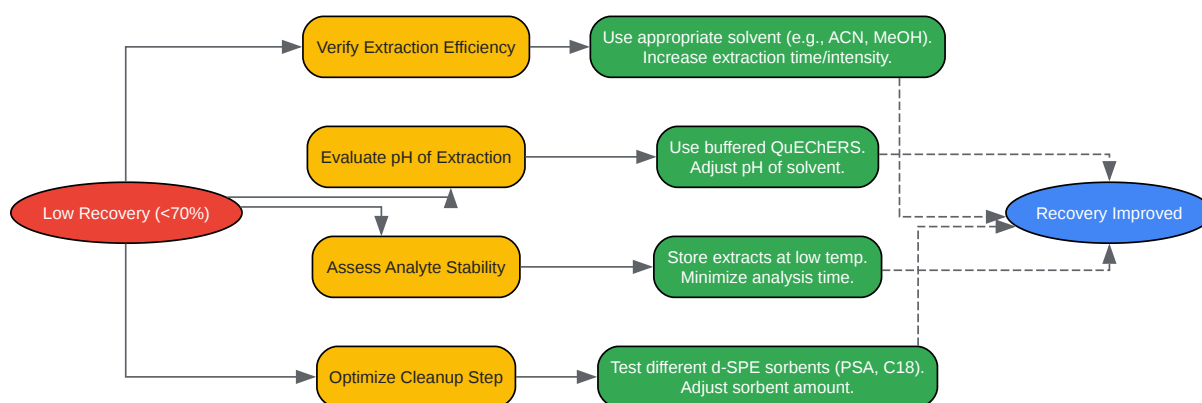 Verify Extraction Efficiency
Use appropriate solvent (e.g., ACN, MeOH).
Increase extraction time/intensity.
Evaluate pH of Extraction
Use buffered QuEChERS.
Adjust pH of solvent.
Low Recovery (<70%)
Recovery Improved
Assess Analyte Stability
Store extracts at low temp.
Minimize analysis time.
Optimize Cleanup Step
Test different d-SPE sorbents (PSA, C18).
Adjust sorbent amount.